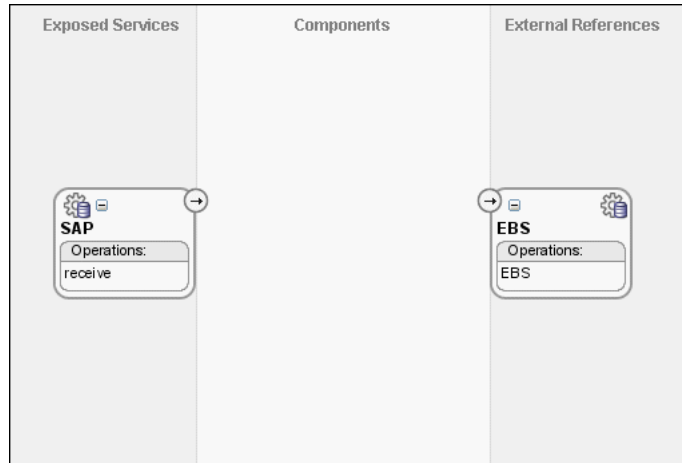 Exposed Services
Components
External References
SAP
Operations:
receive
EBS
Operations:
EBS